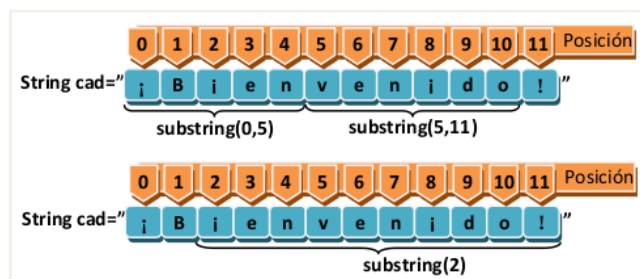 0 1 2 3 4 5 6 7 8 9 10 11 Posición
String cad=” ¡ B i e n v e n i d o ! ”
substring(0,5) substring(5,11)
0 1 2 3 4 5 6 7 8 9 10 11 Posición
String cad=” ¡ B i e n v e n i d o ! ”
substring(2)